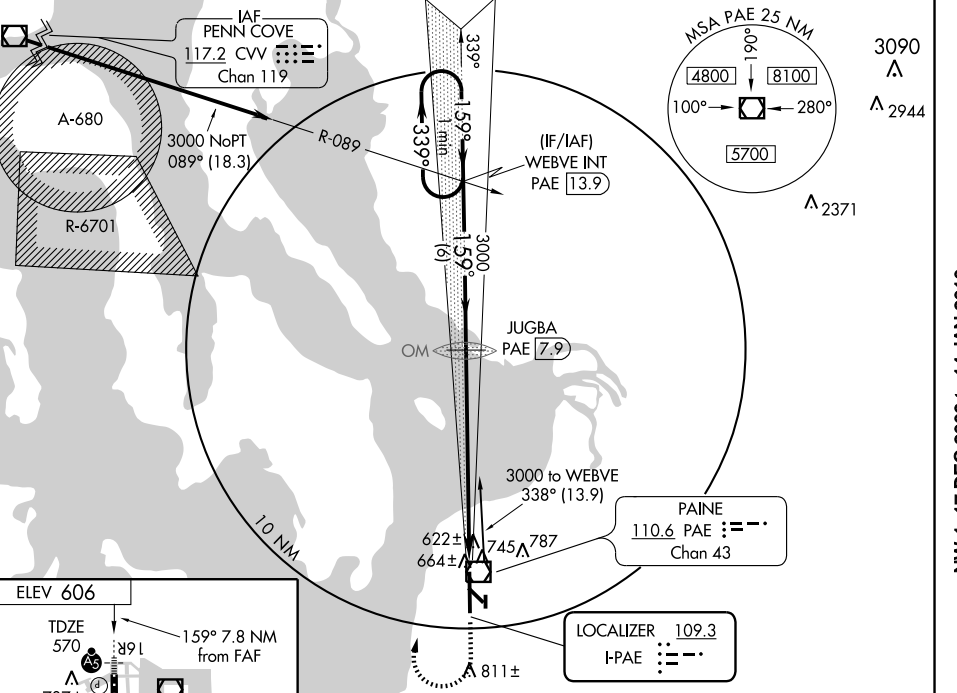 IAF
PENN COVE
117.2 CVV
Chan 119
A-680
R-6701
3000 NoPT
089° (18.3)
R-089
339°
159°
1 min
339°
(IF/IAF)
WEBVE INT
PAE 13.9
3000
159°
(6)
MSA PAE 25 NM
190°
4800
8100
100°
280°
5700
3090
2944
2371
JUGBA
PAE 7.9
OM
3000 to WEBVE
338° (13.9)
10 NM
622±
745
787
664±
PAINE
110.6 PAE
Chan 43
LOCALIZER 109.3
I-PAE
811±
ELEV 606
TDZE
570
A5
16R
159° 7.8 NM
from FAF
P